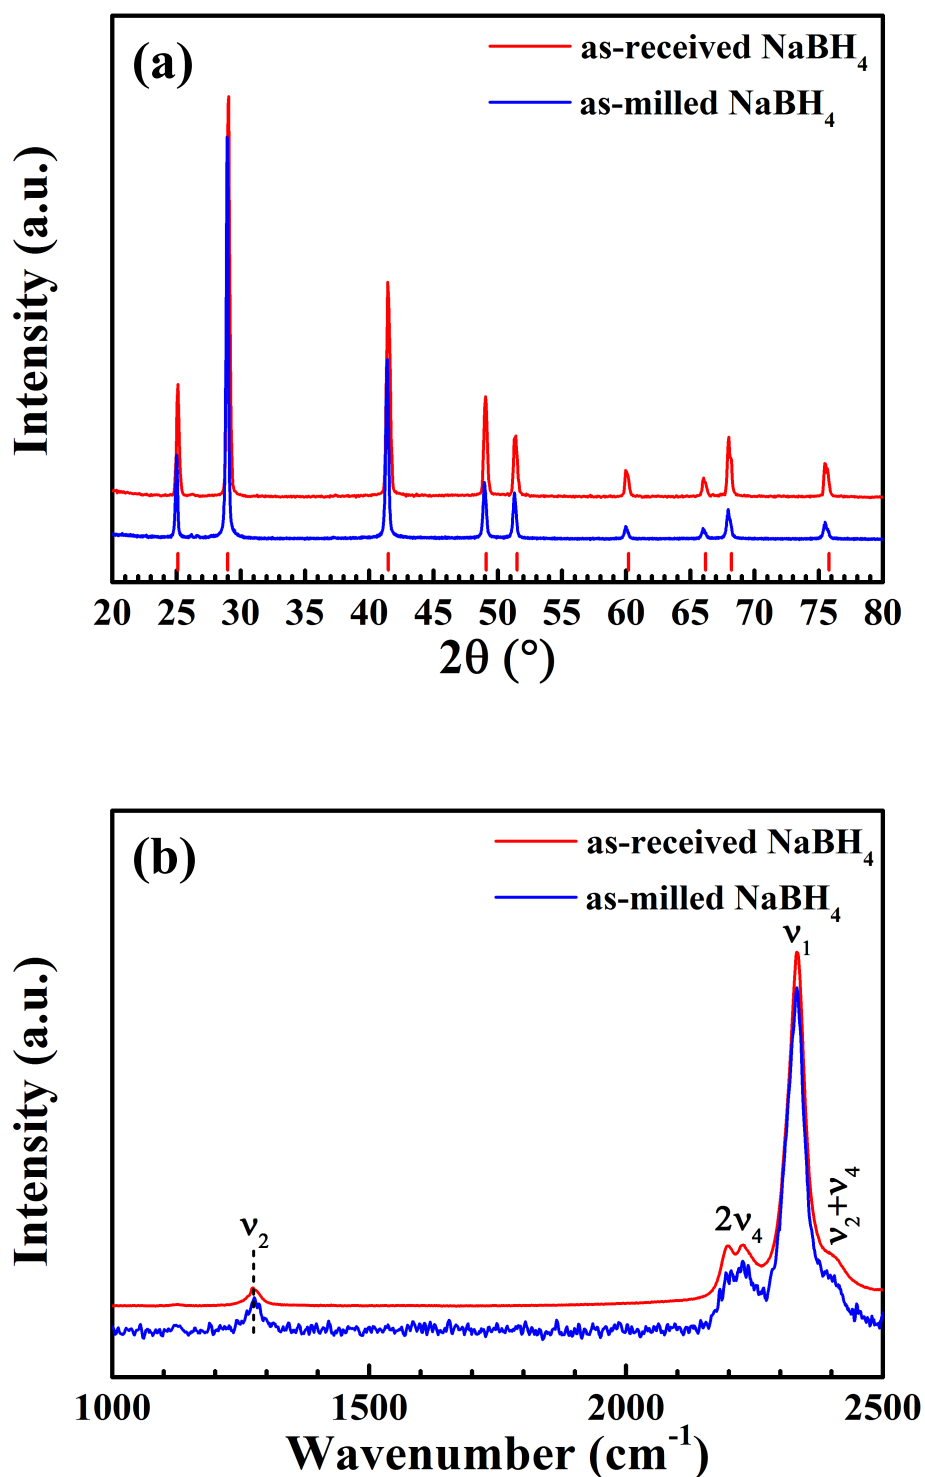 (a)
as-received NaBH4
as-milled NaBH4
Intensity (a.u.)
20 25 30 35 40 45 50 55 60 65 70 75 80
2θ (°)
(b)
as-received NaBH4
as-milled NaBH4
ν1
ν2+ν4
2ν4
ν2
Intensity (a.u.)
1000 1500 2000 2500
Wavenumber (cm-1)